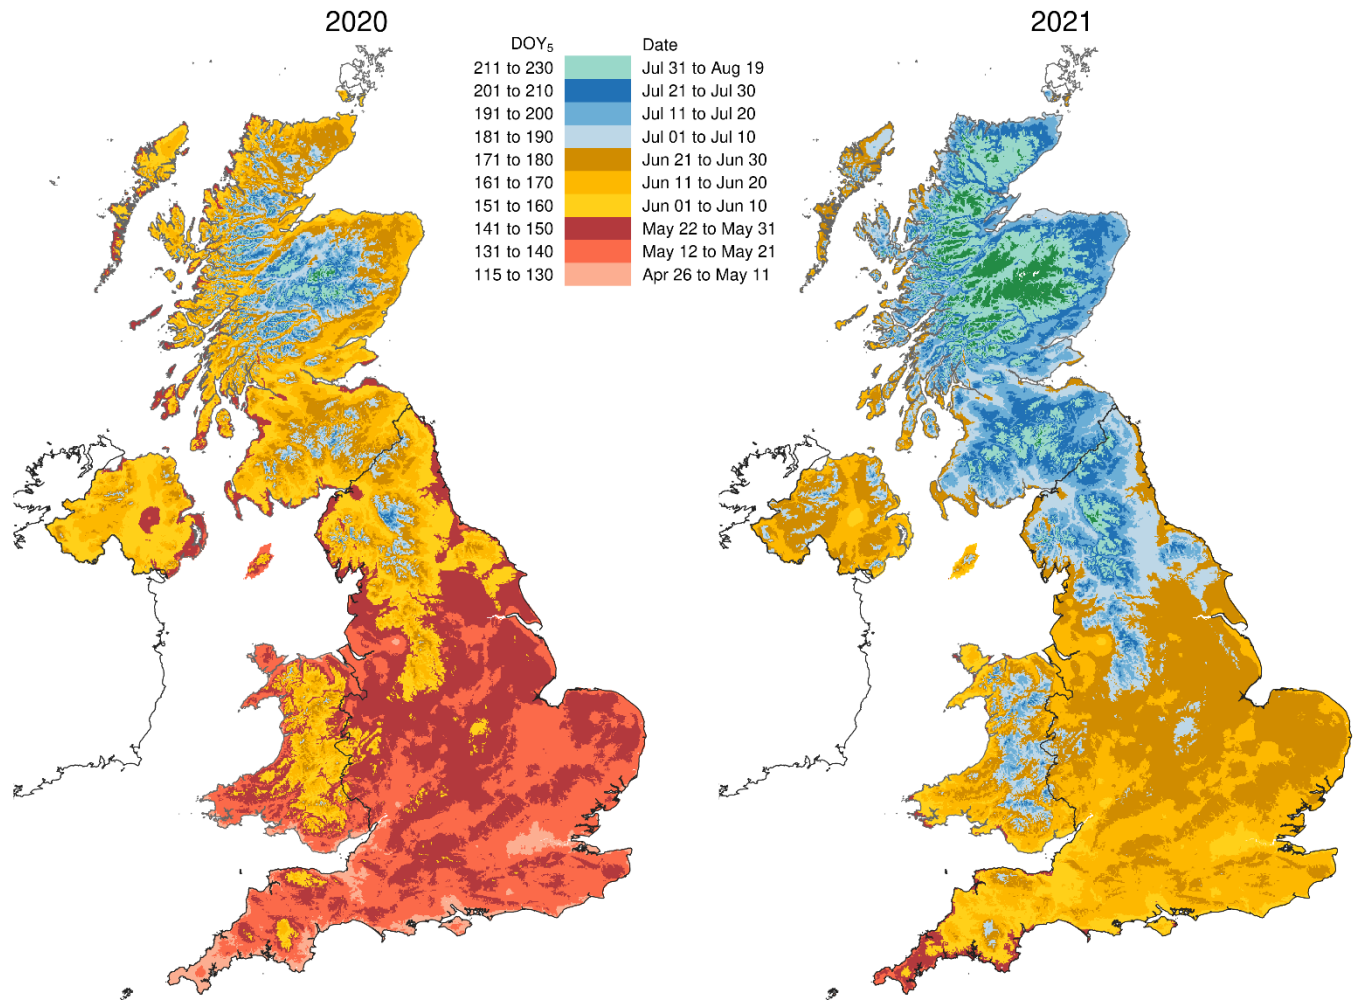 2020
2021
DOY5 Date
211 to 230 Jul 31 to Aug 19
201 to 210 Jul 21 to Jul 30
191 to 200 Jul 11 to Jul 20
181 to 190 Jul 01 to Jul 10
171 to 180 Jun 21 to Jun 30
161 to 170 Jun 11 to Jun 20
151 to 160 Jun 01 to Jun 10
141 to 150 May 22 to May 31
131 to 140 May 12 to May 21
115 to 130 Apr 26 to May 11